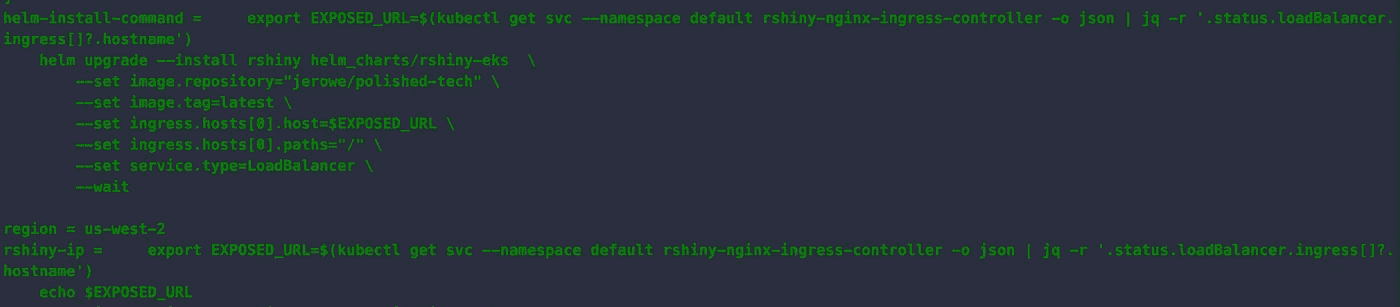 helm-install-command =     export EXPOSED_URL=$(kubectl get svc --namespace default rshiny-nginx-ingress-controller -o json | jq -r '.status.loadBalancer.
ingress[]?.hostname')
    helm upgrade --install rshiny helm_charts/rshiny-eks  \
        --set image.repository="jerowe/polished-tech" \
        --set image.tag=latest \
        --set ingress.hosts[0].host=$EXPOSED_URL \
        --set ingress.hosts[0].paths="/" \
        --set service.type=LoadBalancer \
        --wait
region = us-west-2
rshiny-ip =     export EXPOSED_URL=$(kubectl get svc --namespace default rshiny-nginx-ingress-controller -o json | jq -r '.status.loadBalancer.ingress[]?.
hostname')
    echo $EXPOSED_URL